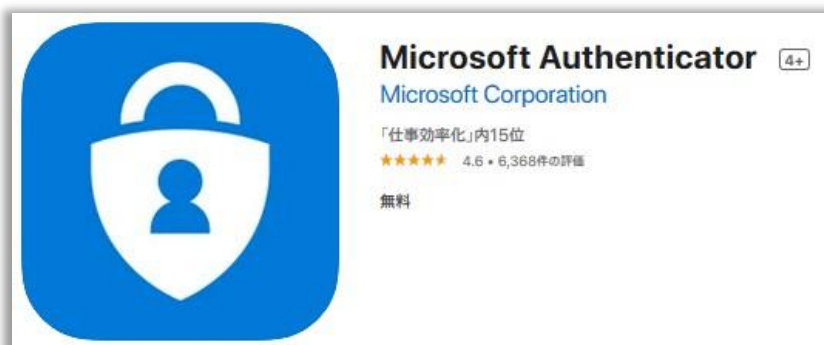 Microsoft Authenticator 4+
Microsoft Corporation
「仕事効率化」内15位
★★★★★ 4.6 • 6,368件の評価
無料